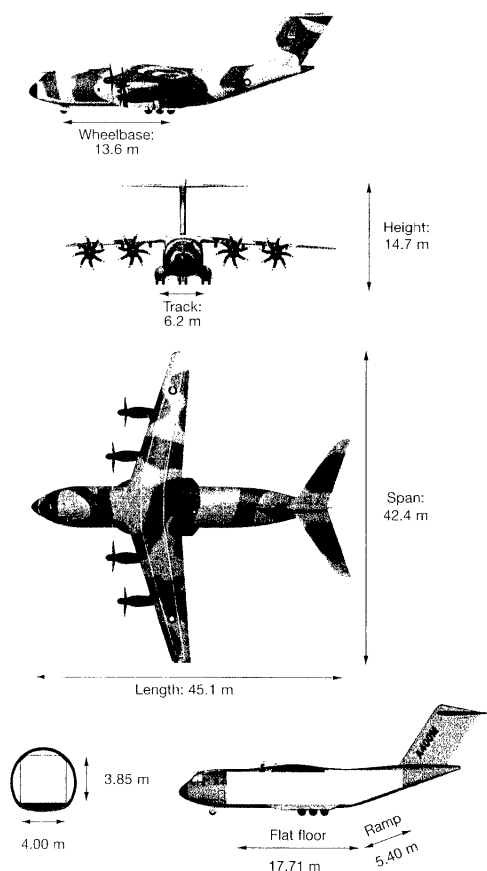 Wheelbase:
13.6 m
Height:
14.7 m
Track:
6.2 m
Span:
42.4 m
Length: 45.1 m
A400M
3.85 m
4.00 m
Flat floor
17.71 m
Ramp
5.40 m